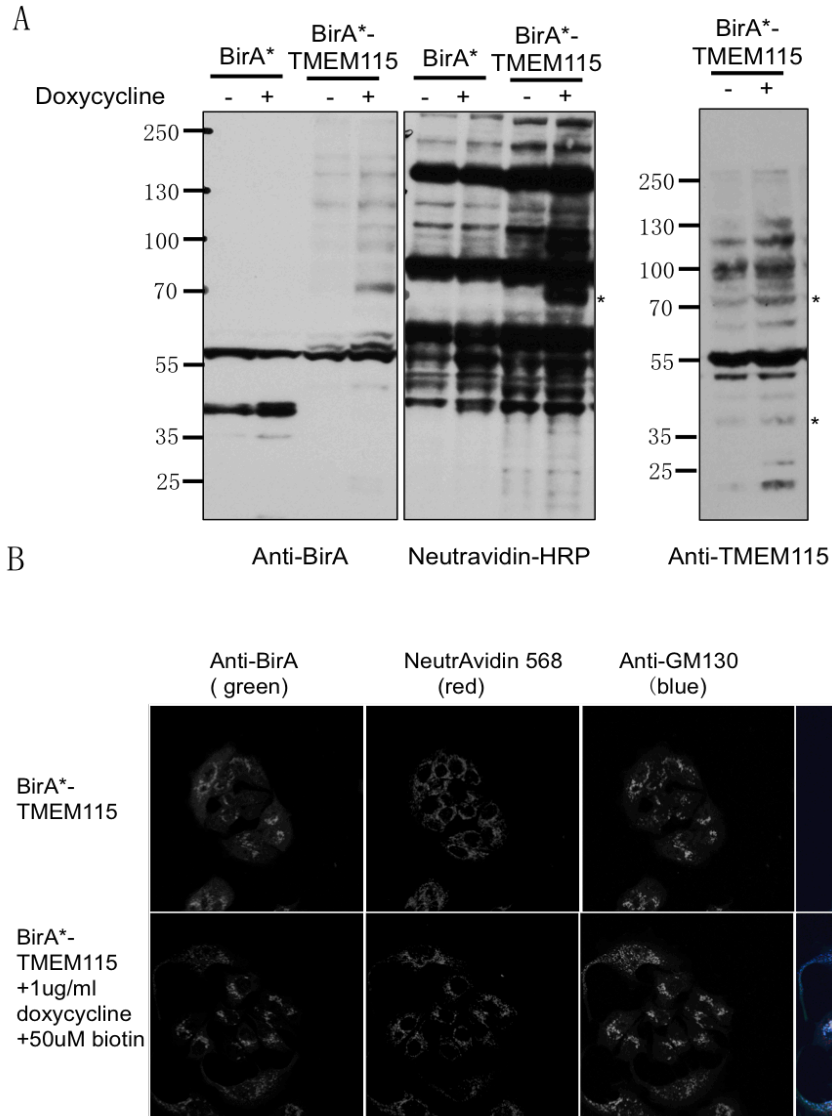 A
BirA*
BirA*-
TMEM115
BirA*
BirA*-
TMEM115
BirA*-
TMEM115
Doxycycline
- + - +
- + - +
- +
250
130
100
70
55
35
25
*
250
130
100
70
55
35
25
*
*
Anti-BirA
Neutravidin-HRP
Anti-TMEM115
B
Anti-BirA
( green)
NeutrAvidin 568
(red)
Anti-GM130
(blue)
BirA*-
TMEM115
BirA*-
TMEM115
+1ug/ml
doxycycline
+50uM biotin